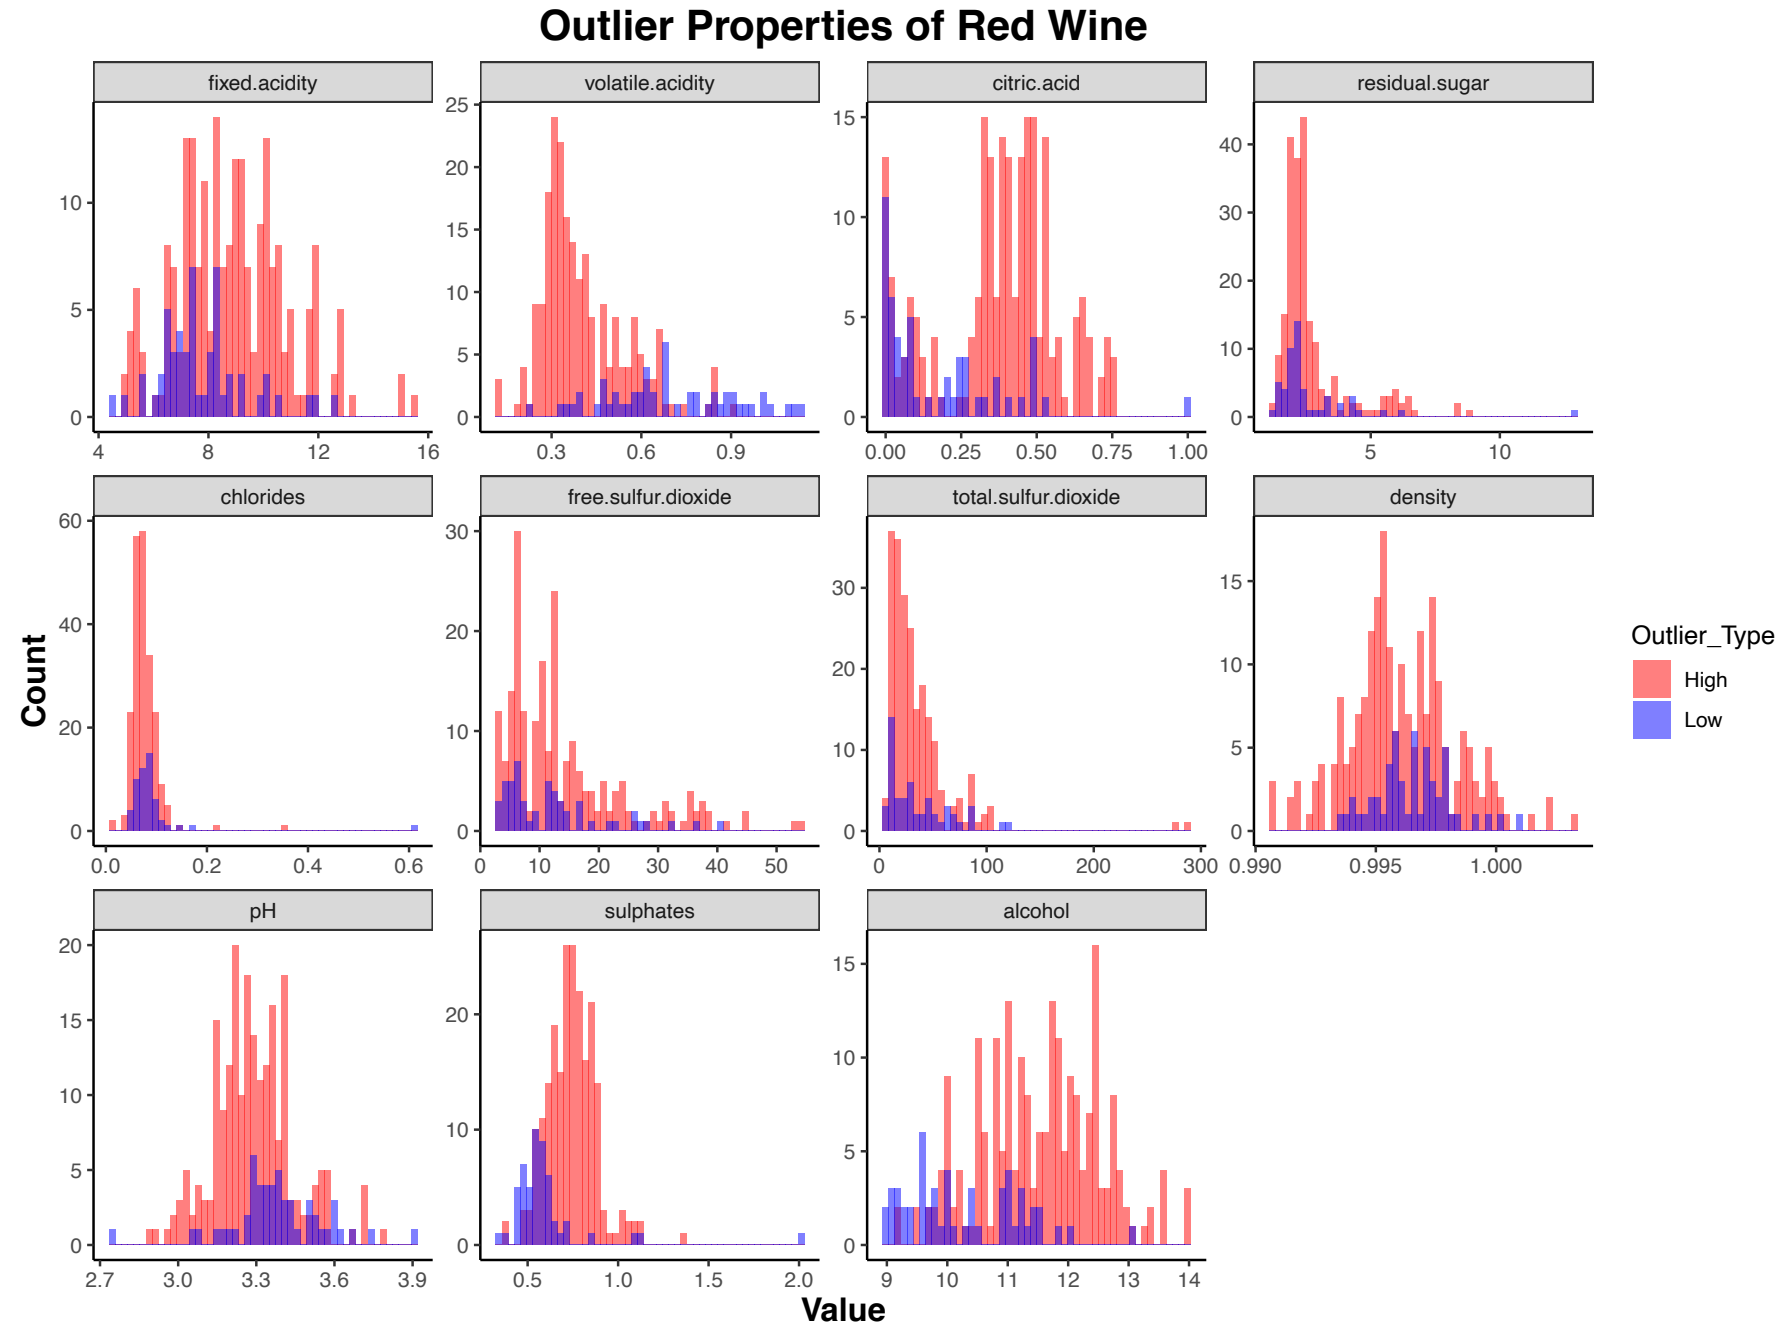 Outlier Properties of Red Wine
fixed.acidity
volatile.acidity
citric.acid
residual.sugar
10
5
0
4 8 12 16
25
20
15
10
5
0
0.3 0.6 0.9
15
10
5
0
0.00 0.25 0.50 0.75 1.00
40
30
20
10
0
5 10
chlorides
free.sulfur.dioxide
total.sulfur.dioxide
density
60
40
20
0
0.0 0.2 0.4 0.6
30
20
10
0
0 10 20 30 40 50
30
20
10
0
0 100 200 300
15
10
5
0
0.990 0.995 1.000
pH
sulphates
alcohol
20
15
10
5
0
2.7 3.0 3.3 3.6 3.9
20
10
0
0.5 1.0 1.5 2.0
15
10
5
0
9 10 11 12 13 14
Count
Value
Outlier_Type
High
Low